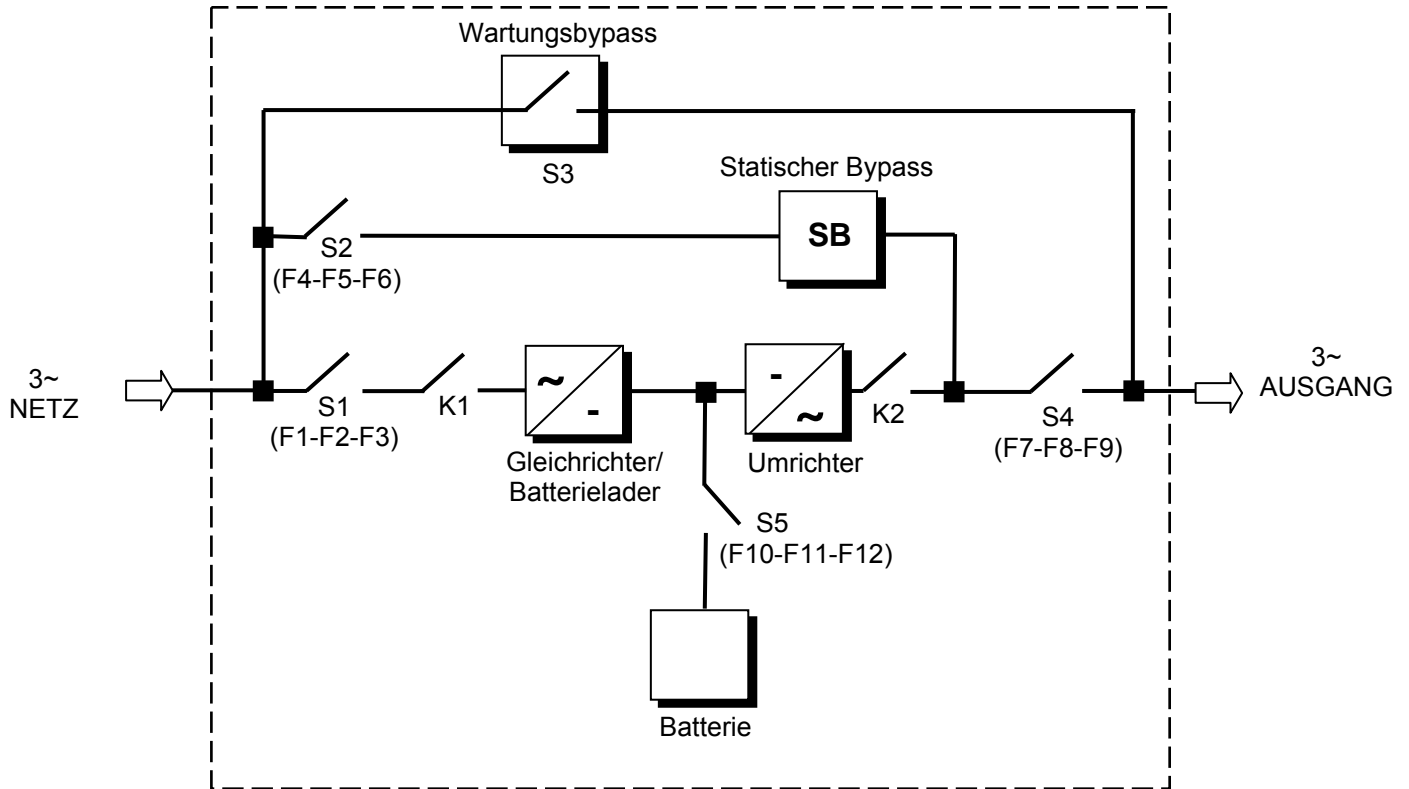 Wartungsbypass
S3
Statischer Bypass
SB
S2
(F4-F5-F6)
3~
NETZ
S1
(F1-F2-F3)
K1
~
-
Gleichrichter/
Batterielader
-
~
Umrichter
K2
S4
(F7-F8-F9)
3~
AUSGANG
S5
(F10-F11-F12)
Batterie